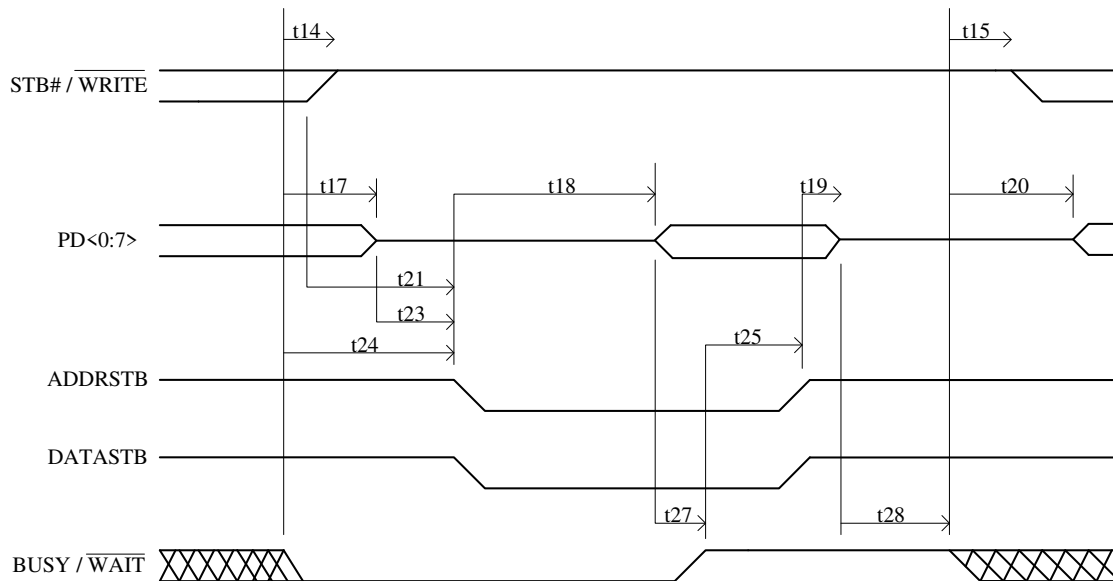 t14 t15
STB# / WRITE
t17 t18 t19 t20
PD<0:7>
t21
t23
t25
t24
ADDRSTB
DATASTB
t27 t28
BUSY / WAIT